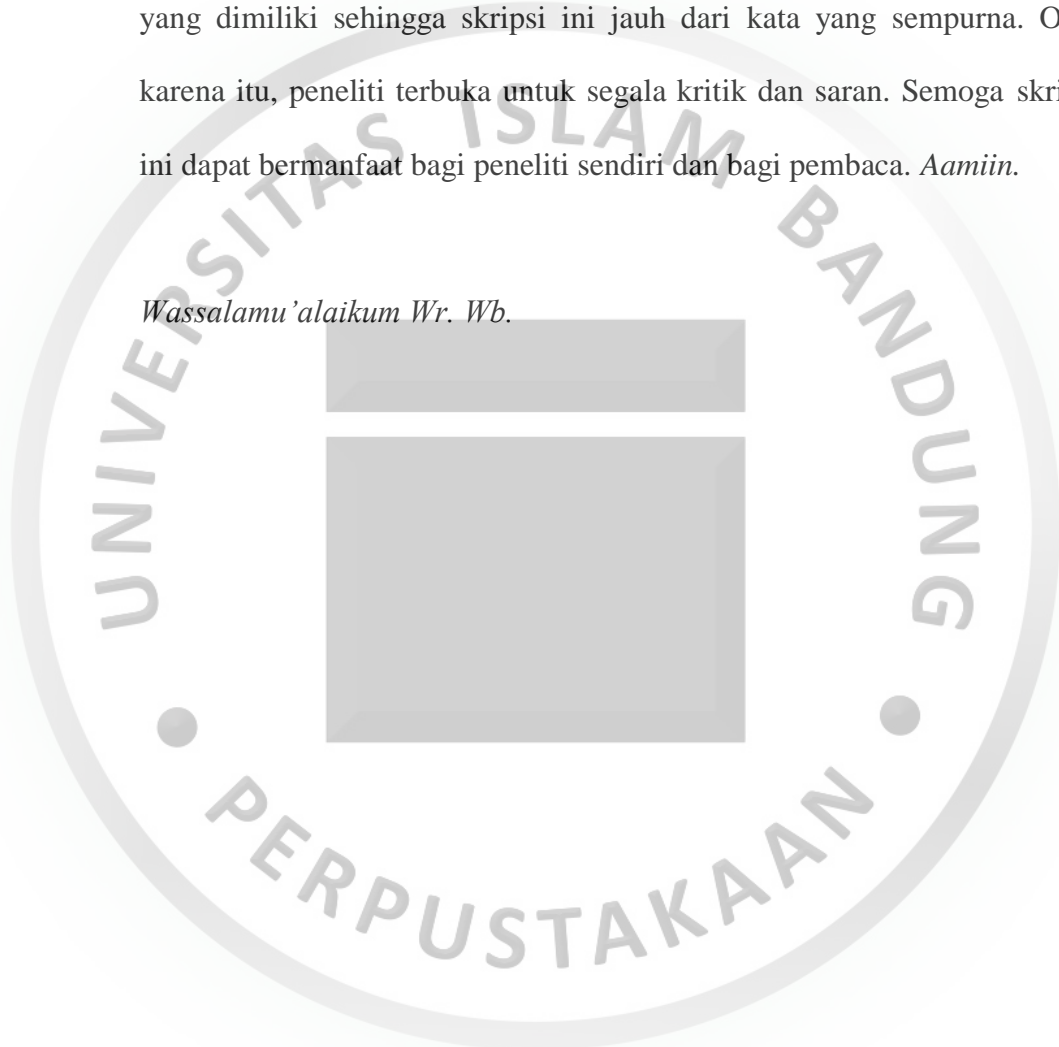 yang dimiliki sehingga skripsi ini jauh dari kata yang sempurna. O
karena itu, peneliti terbuka untuk segala kritik dan saran. Semoga skri
ini dapat bermanfaat bagi peneliti sendiri dan bagi pembaca. Aamiin.
Wassalamu’alaikum Wr. Wb.
UNIVERSITAS ISLAM BANDUNG
PERPUSTAKAAN